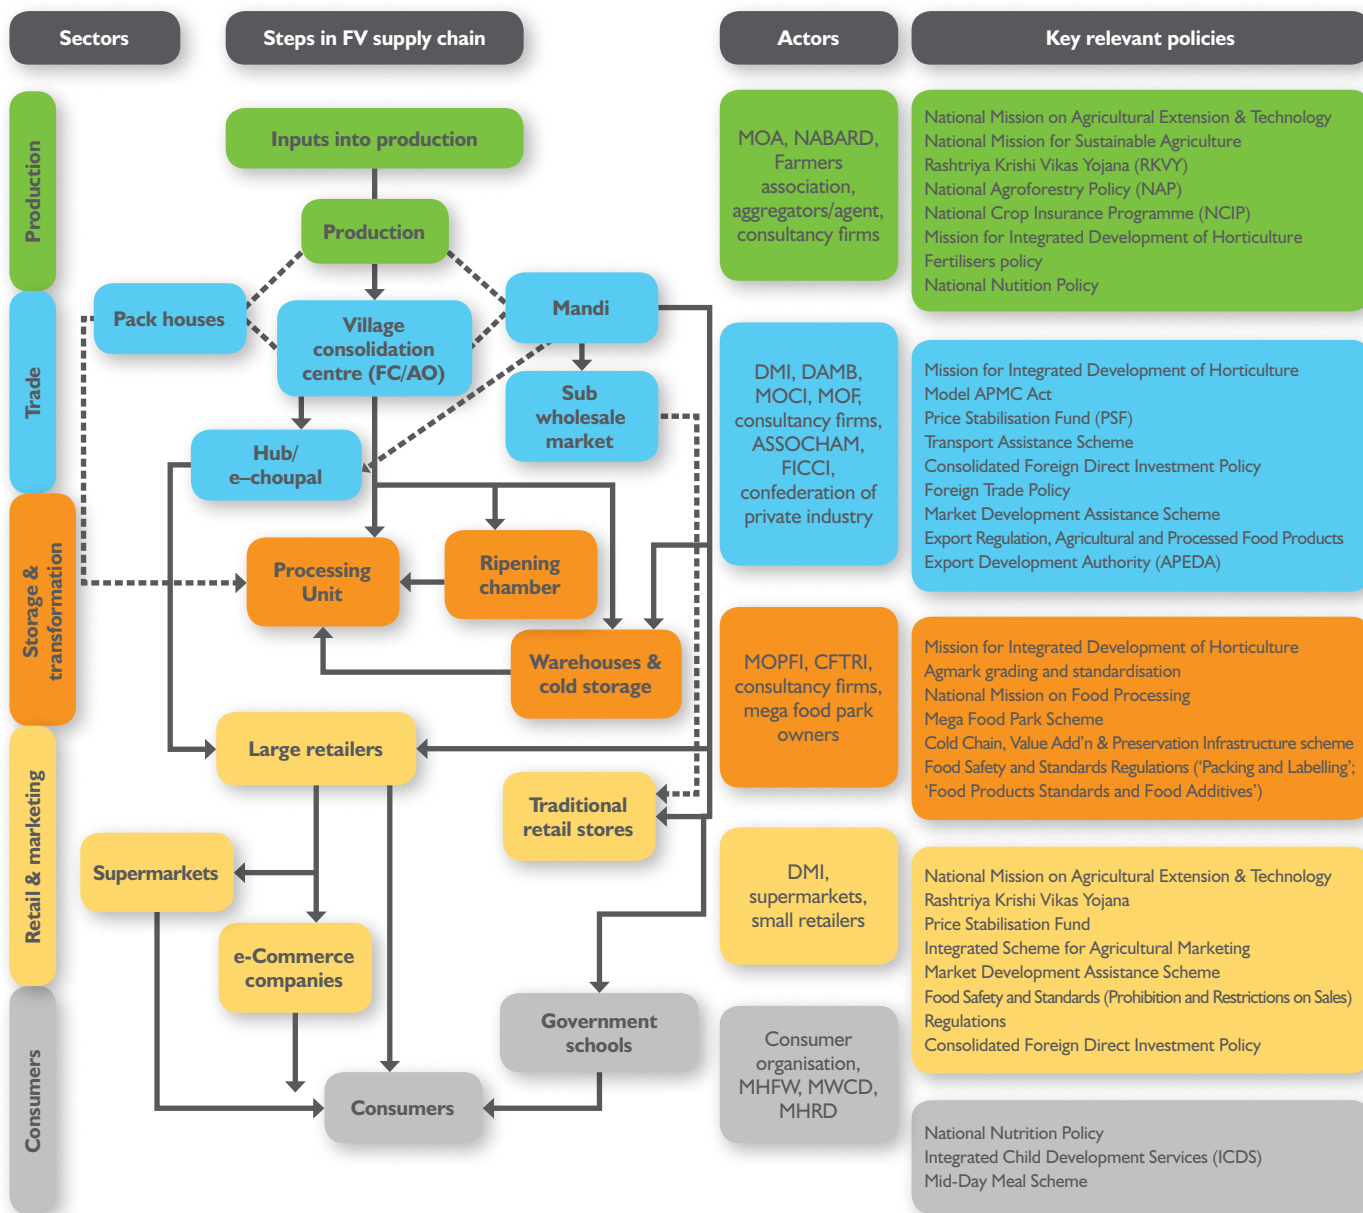 Sectors
Steps in FV supply chain
Actors
Key relevant policies
Production
Inputs into production
Production
MOA, NABARD,
Farmers
association,
aggregators/agent,
consultancy firms
National Mission on Agricultural Extension & Technology
National Mission for Sustainable Agriculture
Rashtriya Krishi Vikas Yojana (RKVY)
National Agroforestry Policy (NAP)
National Crop Insurance Programme (NCIP)
Mission for Integrated Development of Horticulture
Fertilisers policy
National Nutition Policy
Trade
Pack houses
Village
consolidation
centre (FC/AO)
Mandi
Sub
wholesale
market
Hub/
e–choupal
DMI, DAMB,
MOCI, MOF,
consultancy firms,
ASSOCHAM,
FICCI,
confederation of
private industry
Mission for Integrated Development of Horticulture
Model APMC Act
Price Stabilisation Fund (PSF)
Transport Assistance Scheme
Consolidated Foreign Direct Investment Policy
Foreign Trade Policy
Market Development Assistance Scheme
Export Regulation, Agricultural and Processed Food Products
Export Development Authority (APEDA)
Storage &
transformation
Processing
Unit
Ripening
chamber
Warehouses &
cold storage
MOPFI, CFTRI,
consultancy firms,
mega food park
owners
Mission for Integrated Development of Horticulture
Agmark grading and standardisation
National Mission on Food Processing
Mega Food Park Scheme
Cold Chain, Value Add’n & Preservation Infrastructure scheme
Food Safety and Standards Regulations (‘Packing and Labelling’;
‘Food Products Standards and Food Additives’)
Retail & marketing
Large retailers
Traditional
retail stores
Supermarkets
e-Commerce
companies
DMI,
supermarkets,
small retailers
National Mission on Agricultural Extension & Technology
Rashtriya Krishi Vikas Yojana
Price Stabilisation Fund
Integrated Scheme for Agricultural Marketing
Market Development Assistance Scheme
Food Safety and Standards (Prohibition and Restrictions on Sales)
Regulations
Consolidated Foreign Direct Investment Policy
Consumers
Government
schools
Consumers
Consumer
organisation,
MHFW, MWCD,
MHRD
National Nutrition Policy
Integrated Child Development Services (ICDS)
Mid-Day Meal Scheme